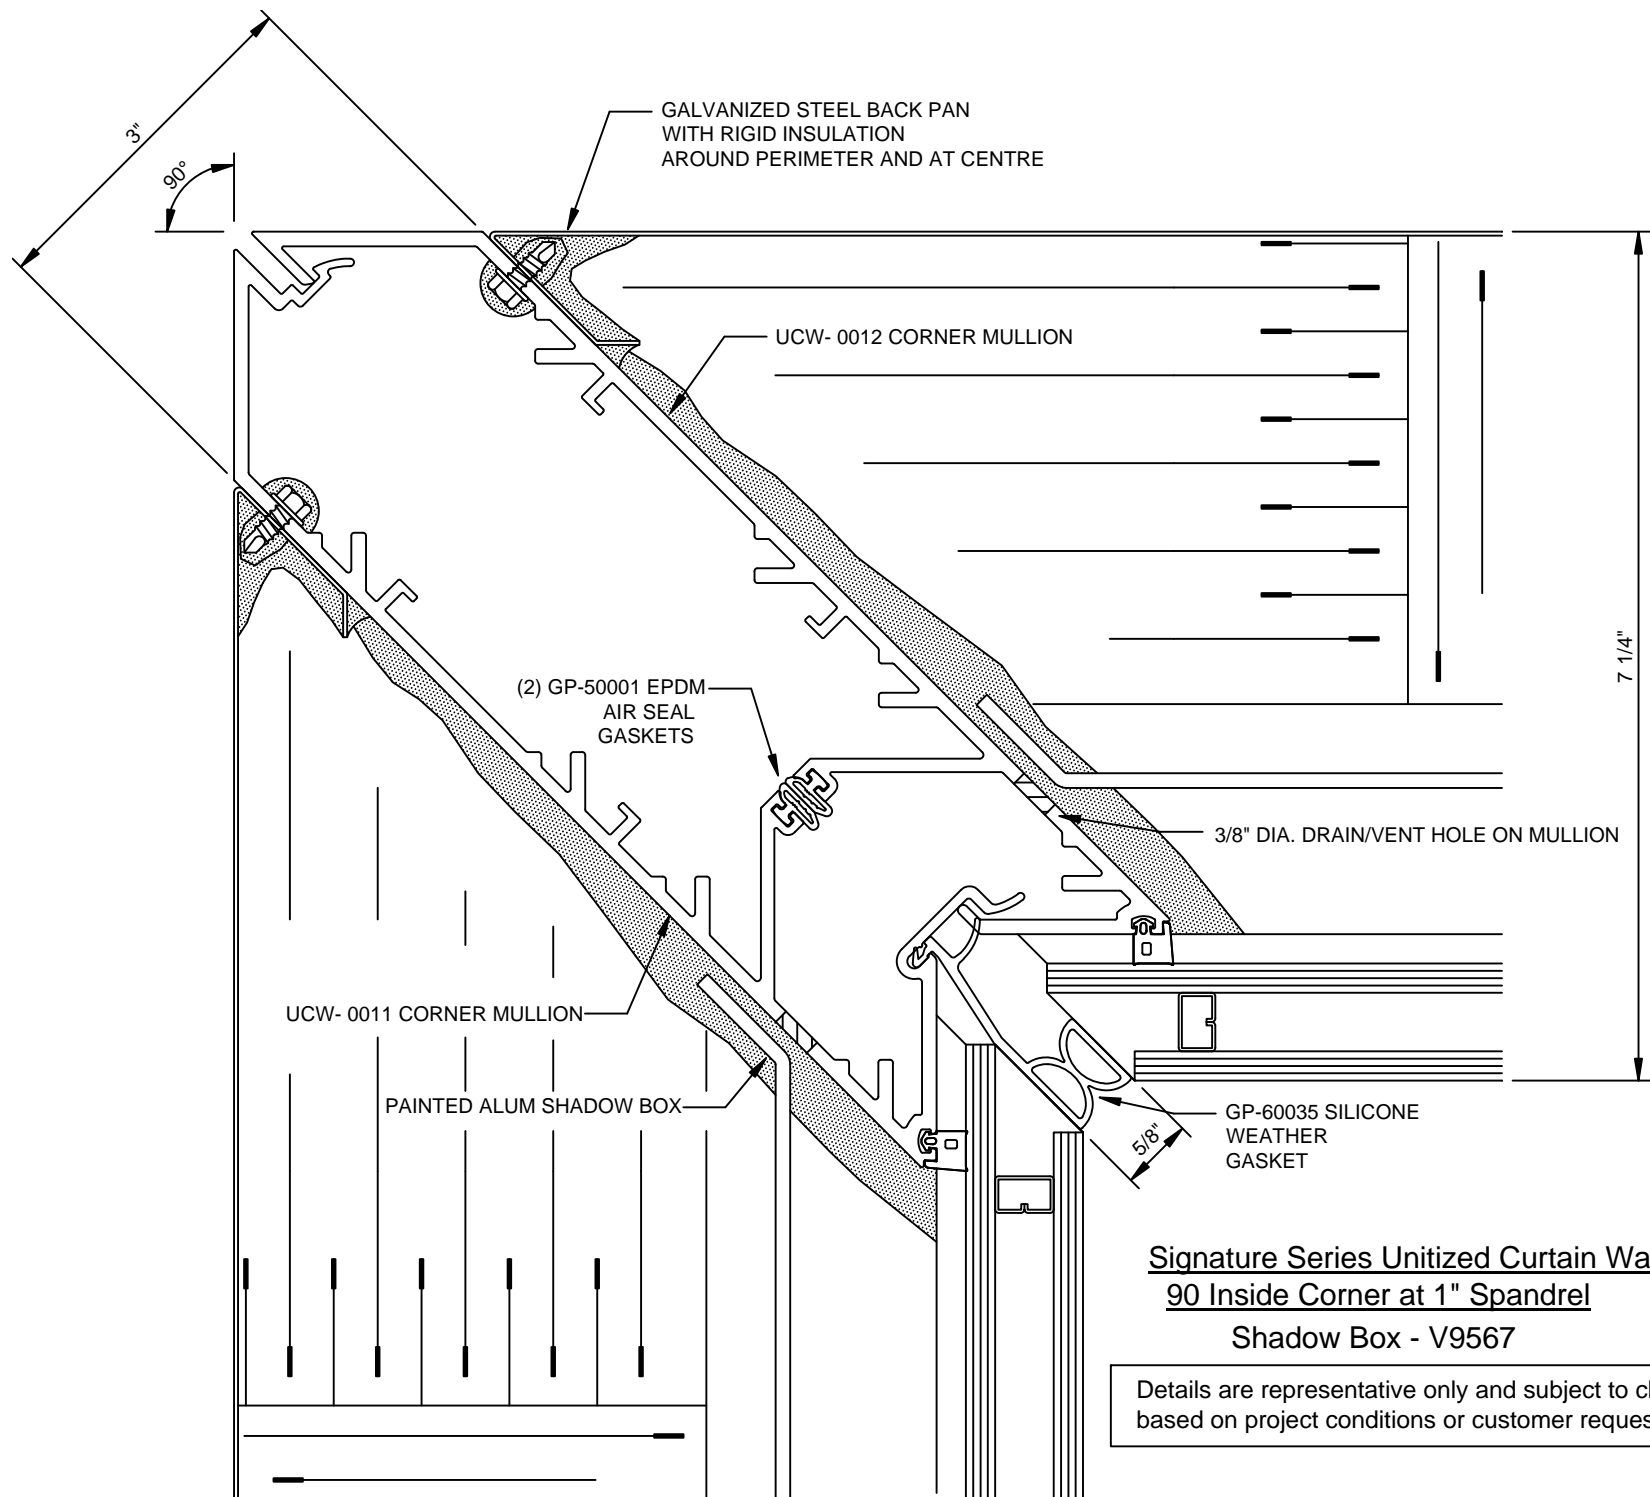 3"
90°
GALVANIZED STEEL BACK PAN
WITH RIGID INSULATION
AROUND PERIMETER AND AT CENTRE
UCW- 0012 CORNER MULLION
7 1/4"
(2) GP-50001 EPDM
AIR SEAL
GASKETS
3/8" DIA. DRAIN/VENT HOLE ON MULLION
UCW- 0011 CORNER MULLION
PAINTED ALUM SHADOW BOX
GP-60035 SILICONE
WEATHER
GASKET
5/8"
Signature Series Unitized Curtain
90 Inside Corner at 1" Spandrel
Shadow Box - V9567
Details are representative only and subject to
based on project conditions or customer